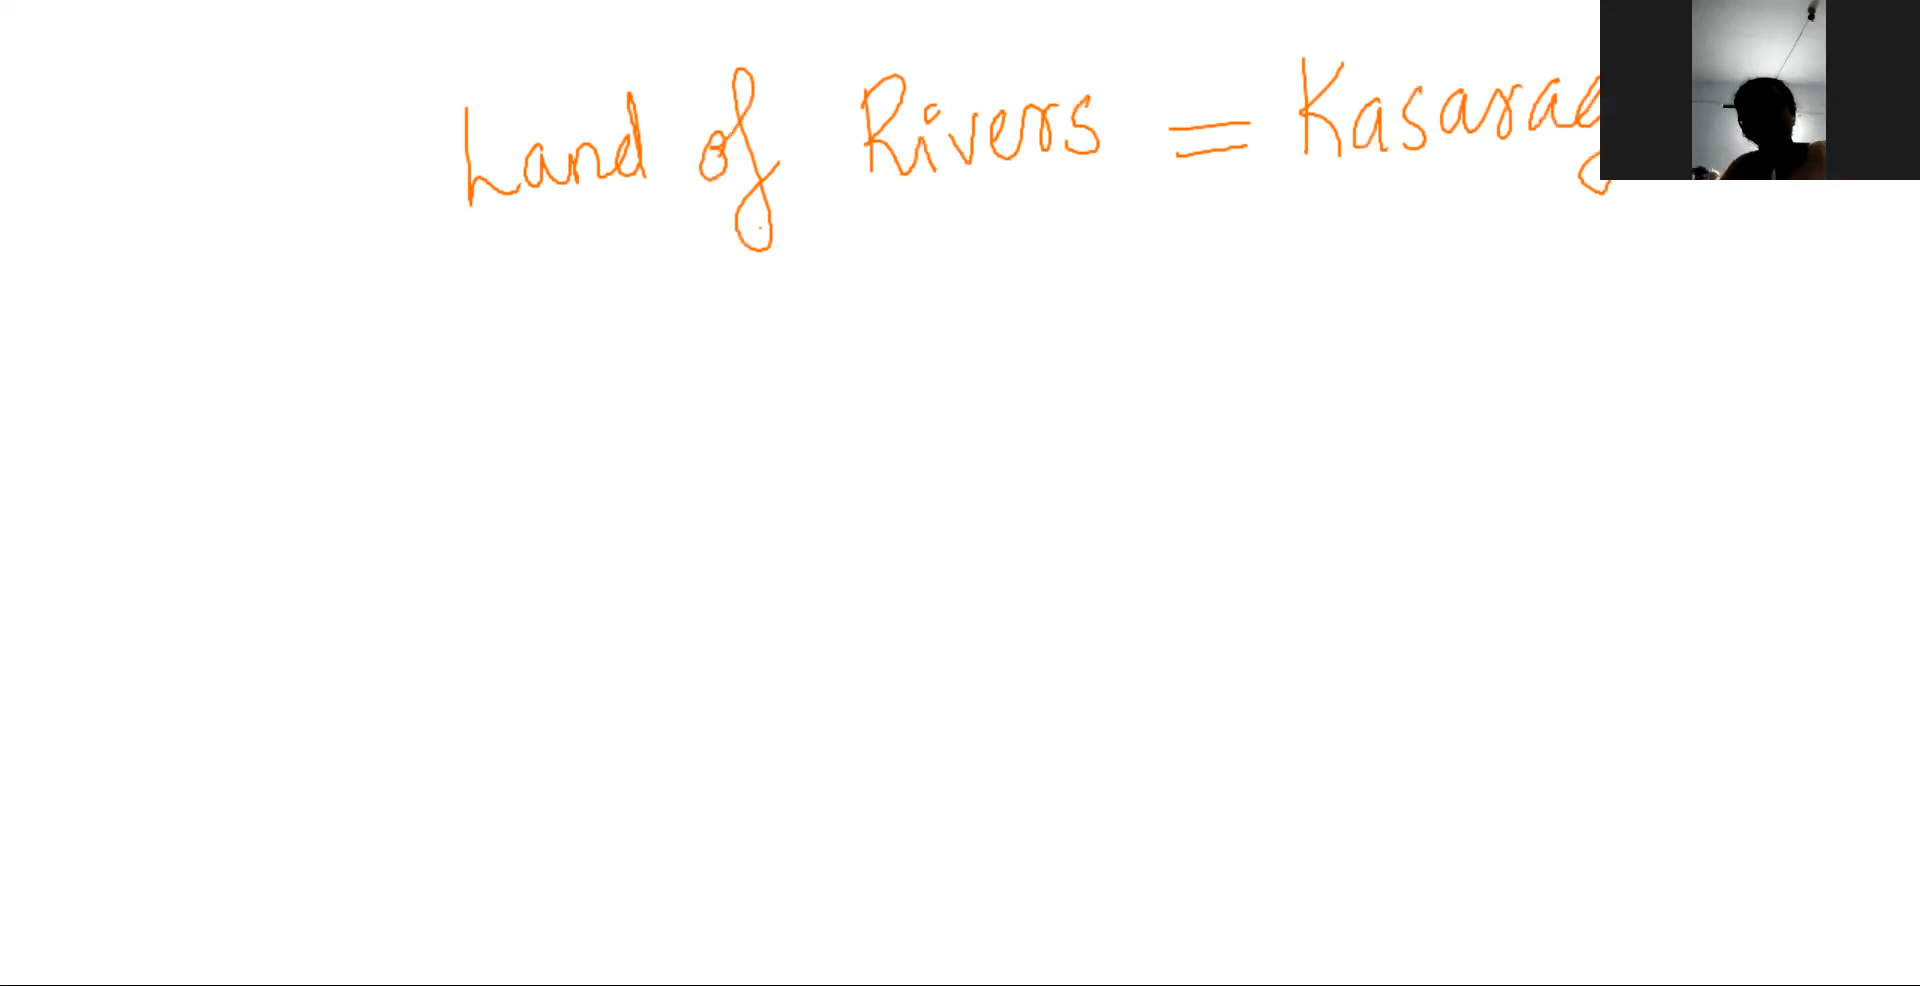 Land of Rivers = Kasarag